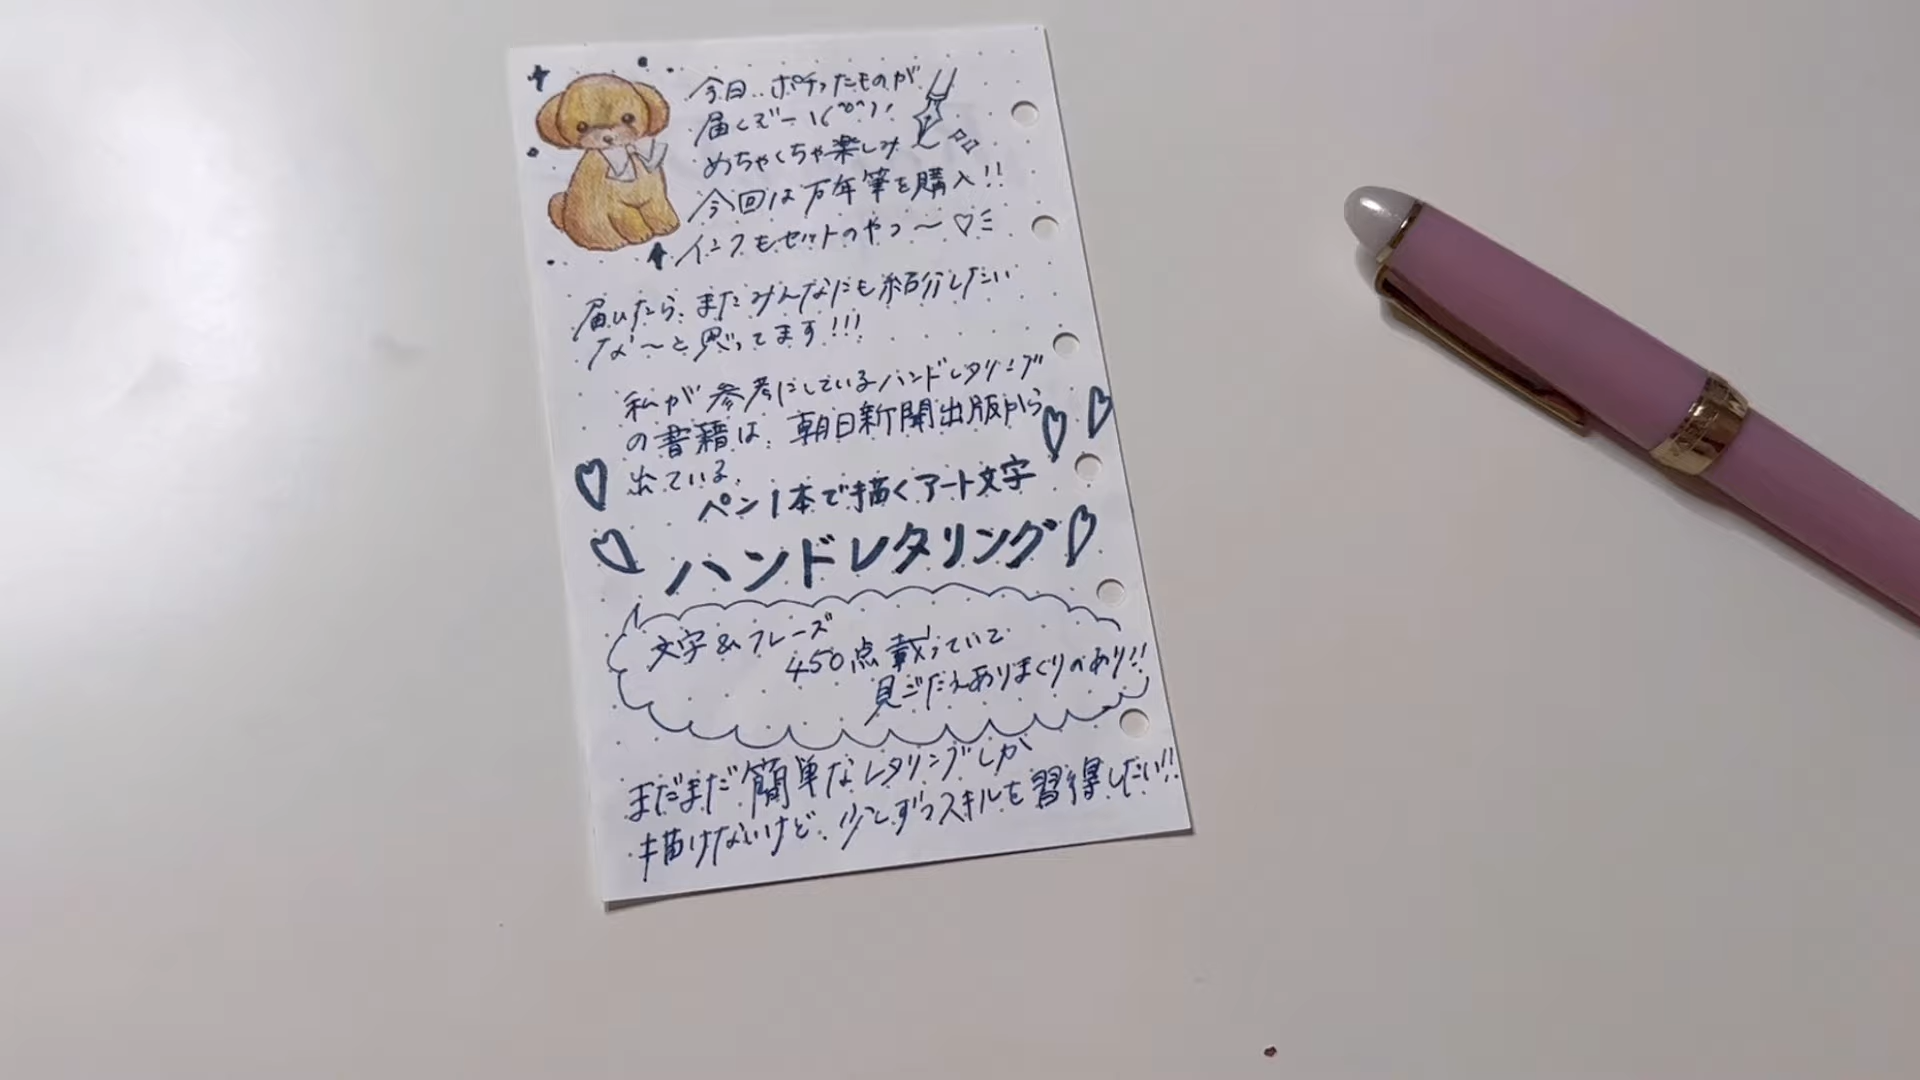 今日、ポチったものが
届くぞー\(^o^)/
めちゃくちゃ楽しみ
今回は万年筆を購入!!
インクもセットのやつ〜♡
届いたら、またみんなにも紹介したい
な〜と思ってます!!!
私が参考にしているハンドレタリング
の書籍は、朝日新聞出版から
出ている、
ペン1本で描くアート文字
ハンドレタリング
文字&フレーズ
450点載っていて
見ごたえありまくりのあり!!
まだまだ簡単なレタリングしか
描けないけど、少しずつスキルを習得したい!!